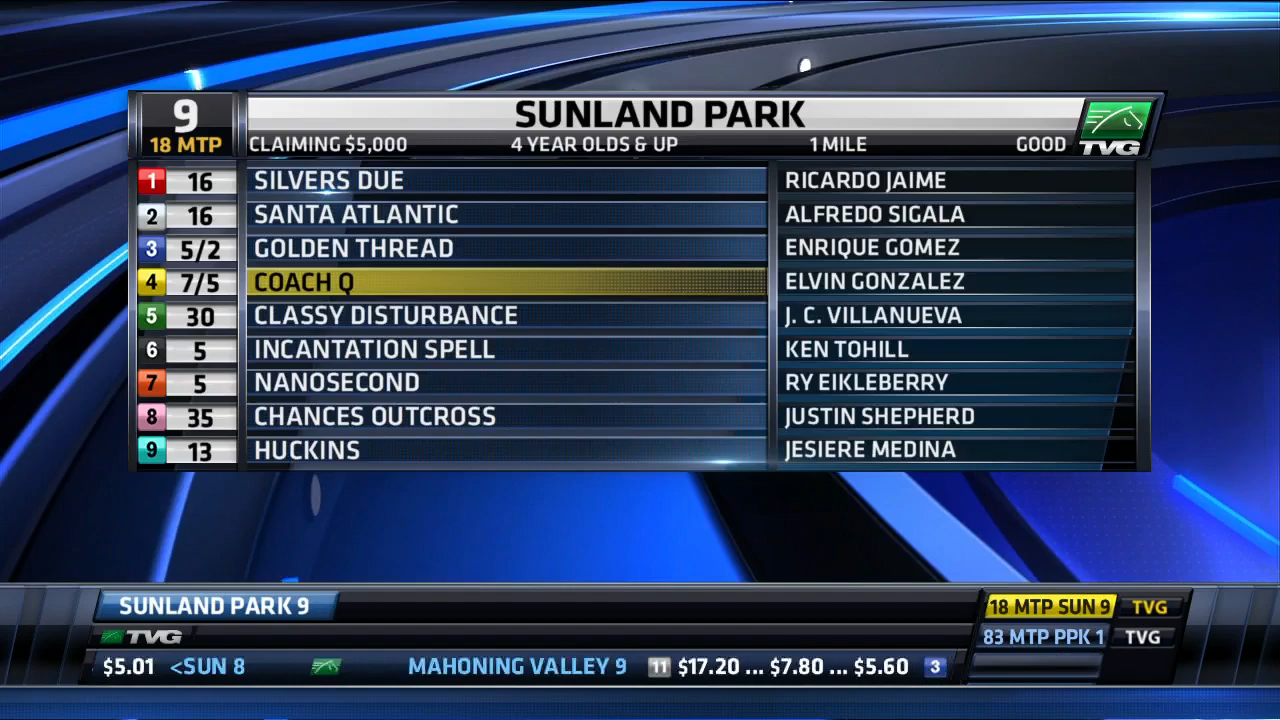 9 SUNLAND PARK
18 MTP CLAIMING $5,000 4 YEAR OLDS & UP 1 MILE GOOD TVG
1 16 SILVERS DUE RICARDO JAIME
2 16 SANTA ATLANTIC ALFREDO SIGALA
3 5/2 GOLDEN THREAD ENRIQUE GOMEZ
4 7/5 COACH Q ELVIN GONZALEZ
5 30 CLASSY DISTURBANCE J. C. VILLANUEVA
6 5 INCANTATION SPELL KEN TOHILL
7 5 NANOSECOND RY EIKLEBERRY
8 35 CHANCES OUTCROSS JUSTIN SHEPHERD
9 13 HUCKINS JESIERE MEDINA
SUNLAND PARK 9 18 MTP SUN 9 TVG
TVG 83 MTP PPK 1 TVG
$5.01 <SUN 8 MAHONING VALLEY 9 11 $17.20 ... $7.80 ... $5.60 3